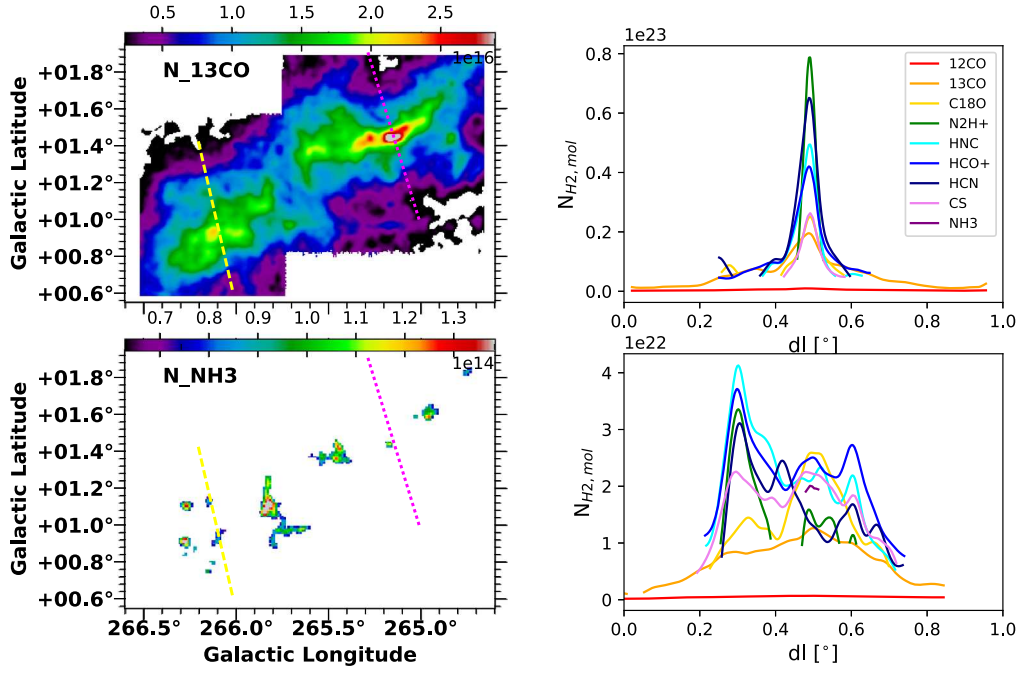 0.5 1.0 1.5 2.0 2.5
1e16
N_13CO
Galactic Latitude
+01.8°
+01.6°
+01.4°
+01.2°
+01.0°
+00.8°
+00.6°
0.7 0.8 0.9 1.0 1.1 1.2 1.3
1e14
N_NH3
Galactic Latitude
+01.8°
+01.6°
+01.4°
+01.2°
+01.0°
+00.8°
+00.6°
266.5° 266.0° 265.5° 265.0°
Galactic Longitude
1e23
N_{H2,mol}
0.8
0.6
0.4
0.2
0.0
12CO
13CO
C18O
N2H+
HNC
HCO+
HCN
CS
NH3
0.0 0.2 0.4 0.6 0.8 1.0
dl [°]
1e22
N_{H2,mol}
4
3
2
1
0
0.0 0.2 0.4 0.6 0.8 1.0
dl [°]